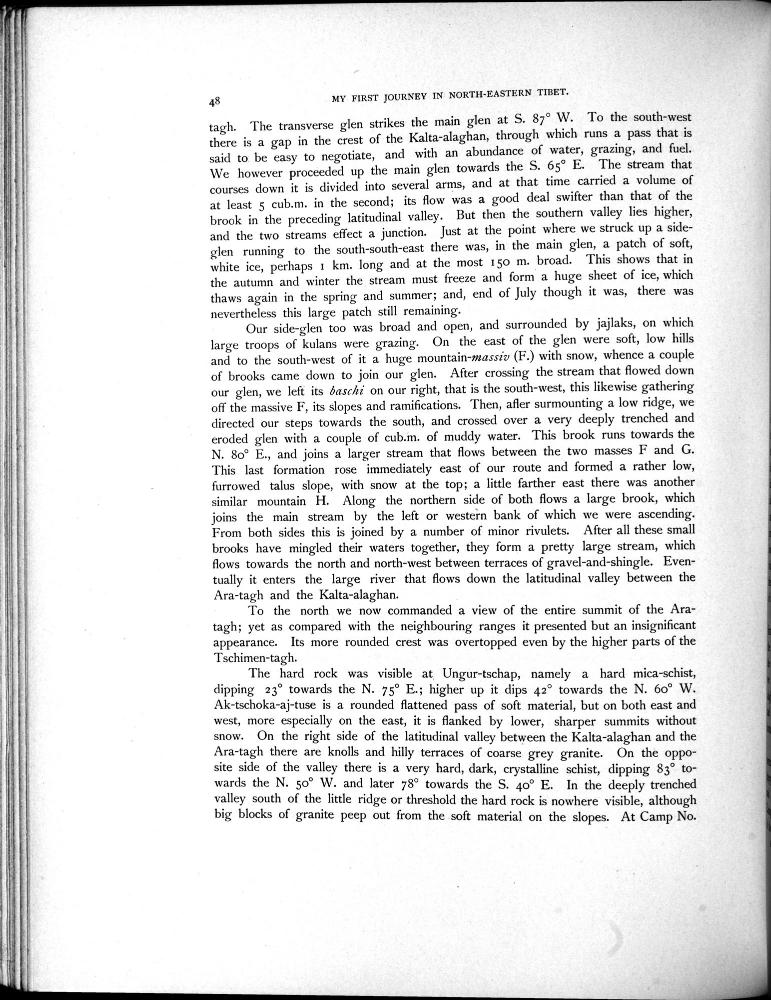 48
MY FIRST JOURNEY IN NORTH-EASTERN TIBET.
tagh. The transverse glen strikes the main glen at S. 87° W. To the south-west
there is a gap in the crest of the Kalta-alaghan, through which runs a pass that is
said to be easy to negotiate, and with an abundance of water, grazing, and fuel.
We however proceeded up the main glen towards the S. 65° E. The stream that
courses down it is divided into several arms, and at that time carried a volume of
at least 5 cub.m. in the second; its flow was a good deal swifter than that of the
brook in the preceding latitudinal valley. But then the southern valley lies higher,
and the two streams effect a junction. Just at the point where we struck up a side-
glen running to the south-south-east there was, in the main glen, a patch of soft,
white ice, perhaps 1 km. long and at the most 150 m. broad. This shows that in
the autumn and winter the stream must freeze and form a huge sheet of ice, which
thaws again in the spring and summer; and, end of July though it was, there was
nevertheless this large patch still remaining.
Our side-glen too was broad and open, and surrounded by jajlaks, on which
large troops of kulans were grazing. On the east of the glen were soft, low hills
and to the south-west of it a huge mountain-massiv (F.) with snow, whence a couple
of brooks came down to join our glen. After crossing the stream that flowed down
our glen, we left its baschi on our right, that is the south-west, this likewise gathering
off the massive F, its slopes and ramifications. Then, afler surmounting a low ridge, we
directed our steps towards the south, and crossed over a very deeply trenched and
eroded glen with a couple of cub.m. of muddy water. This brook runs towards the
N. 80° E., and joins a larger stream that flows between the two masses F and G.
This last formation rose immediately east of our route and formed a rather low,
furrowed talus slope, with snow at the top; a little farther east there was another
similar mountain H. Along the northern side of both flows a large brook, which
joins the main stream by the left or western bank of which we were ascending.
From both sides this is joined by a number of minor rivulets. After all these small
brooks have mingled their waters together, they form a pretty large stream, which
flows towards the north and north-west between terraces of gravel-and-shingle. Even-
tually it enters the large river that flows down the latitudinal valley between the
Ara-tagh and the Kalta-alaghan.
To the north we now commanded a view of the entire summit of the Ara-
tagh; yet as compared with the neighbouring ranges it presented but an insignificant
appearance. Its more rounded crest was overtopped even by the higher parts of the
Tschimen-tagh.
The hard rock was visible at Ungur-tschap, namely a hard mica-schist,
dipping 23° towards the N. 75° E.; higher up it dips 42° towards the N. 60° W.
Ak-tschoka-aj-tuse is a rounded flattened pass of soft material, but on both east and
west, more especially on the east, it is flanked by lower, sharper summits without
snow. On the right side of the latitudinal valley between the Kalta-alaghan and the
Ara-tagh there are knolls and hilly terraces of coarse grey granite. On the oppo-
site side of the valley there is a very hard, dark, crystalline schist, dipping 83° to-
wards the N. 50° W. and later 78° towards the S. 40° E. In the deeply trenched
valley south of the little ridge or threshold the hard rock is nowhere visible, although
big blocks of granite peep out from the soft material on the slopes. At Camp No.